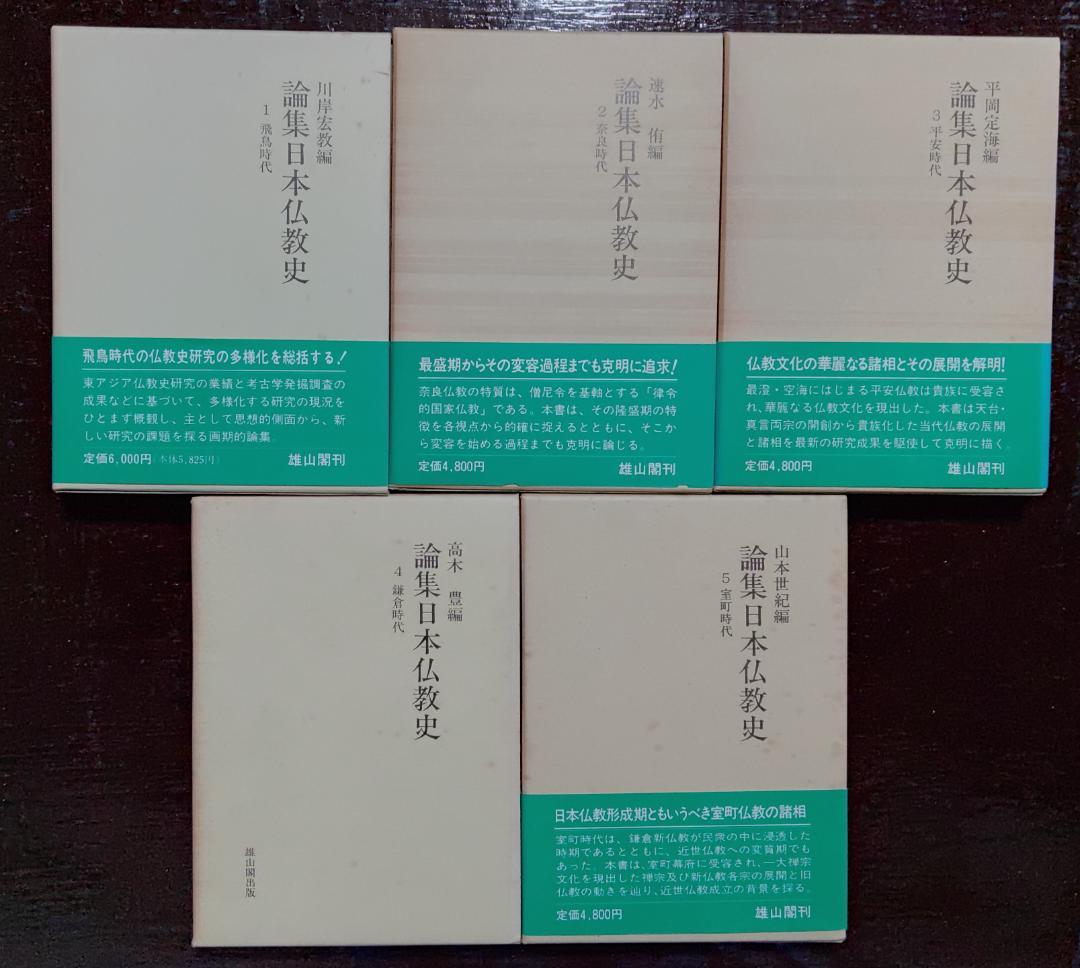 川岸宏教編
論集日本仏教史
1 飛鳥時代
飛鳥時代の仏教史研究の多様化を総括する!
東アジア仏教史研究の業績と考古学発掘調査の
成果などに基づいて、多様化する研究の現況を
ひとまず概観し、主として思想的側面から、新
しい研究の課題を探る画期的論集。
定価6,000円(本体5,825円)
雄山閣刊
速水 侑編
論集日本仏教史
2 奈良時代
最盛期からその変容過程までも克明に追求!
奈良仏教の特質は、僧尼令を基軸とする「律令
的国家仏教」である。本書は、その隆盛期の特
徴を各視点から的確に捉えるとともに、そこか
ら変容を始める過程までも克明に論じる。
定価4,800円
雄山閣刊
平岡定海編
論集日本仏教史
3 平安時代
仏教文化の華麗なる諸相とその展開を解明!
最澄・空海にはじまる平安仏教は貴族に受容さ
れ、華麗なる仏教文化を現出した。本書は天台・
真言両宗の開創から貴族化した当代仏教の展開
と諸相を最新の研究成果を駆使して克明に描く。
定価4,800円
雄山閣刊
高木 豊編
論集日本仏教史
4 鎌倉時代
雄山閣出版
山本世紀編
論集日本仏教史
5 室町時代
日本仏教形成期ともいうべき室町仏教の諸相
室町時代は、鎌倉新仏教が民衆の中に浸透した
時期であるとともに、近世仏教への変質期でも
あった。本書は、室町幕府に受容され、一大禅宗
文化を現出した禅宗及び新仏教各宗の展開と旧
仏教の動きを辿り、近世仏教成立の背景を探る。
定価4,800円
雄山閣刊